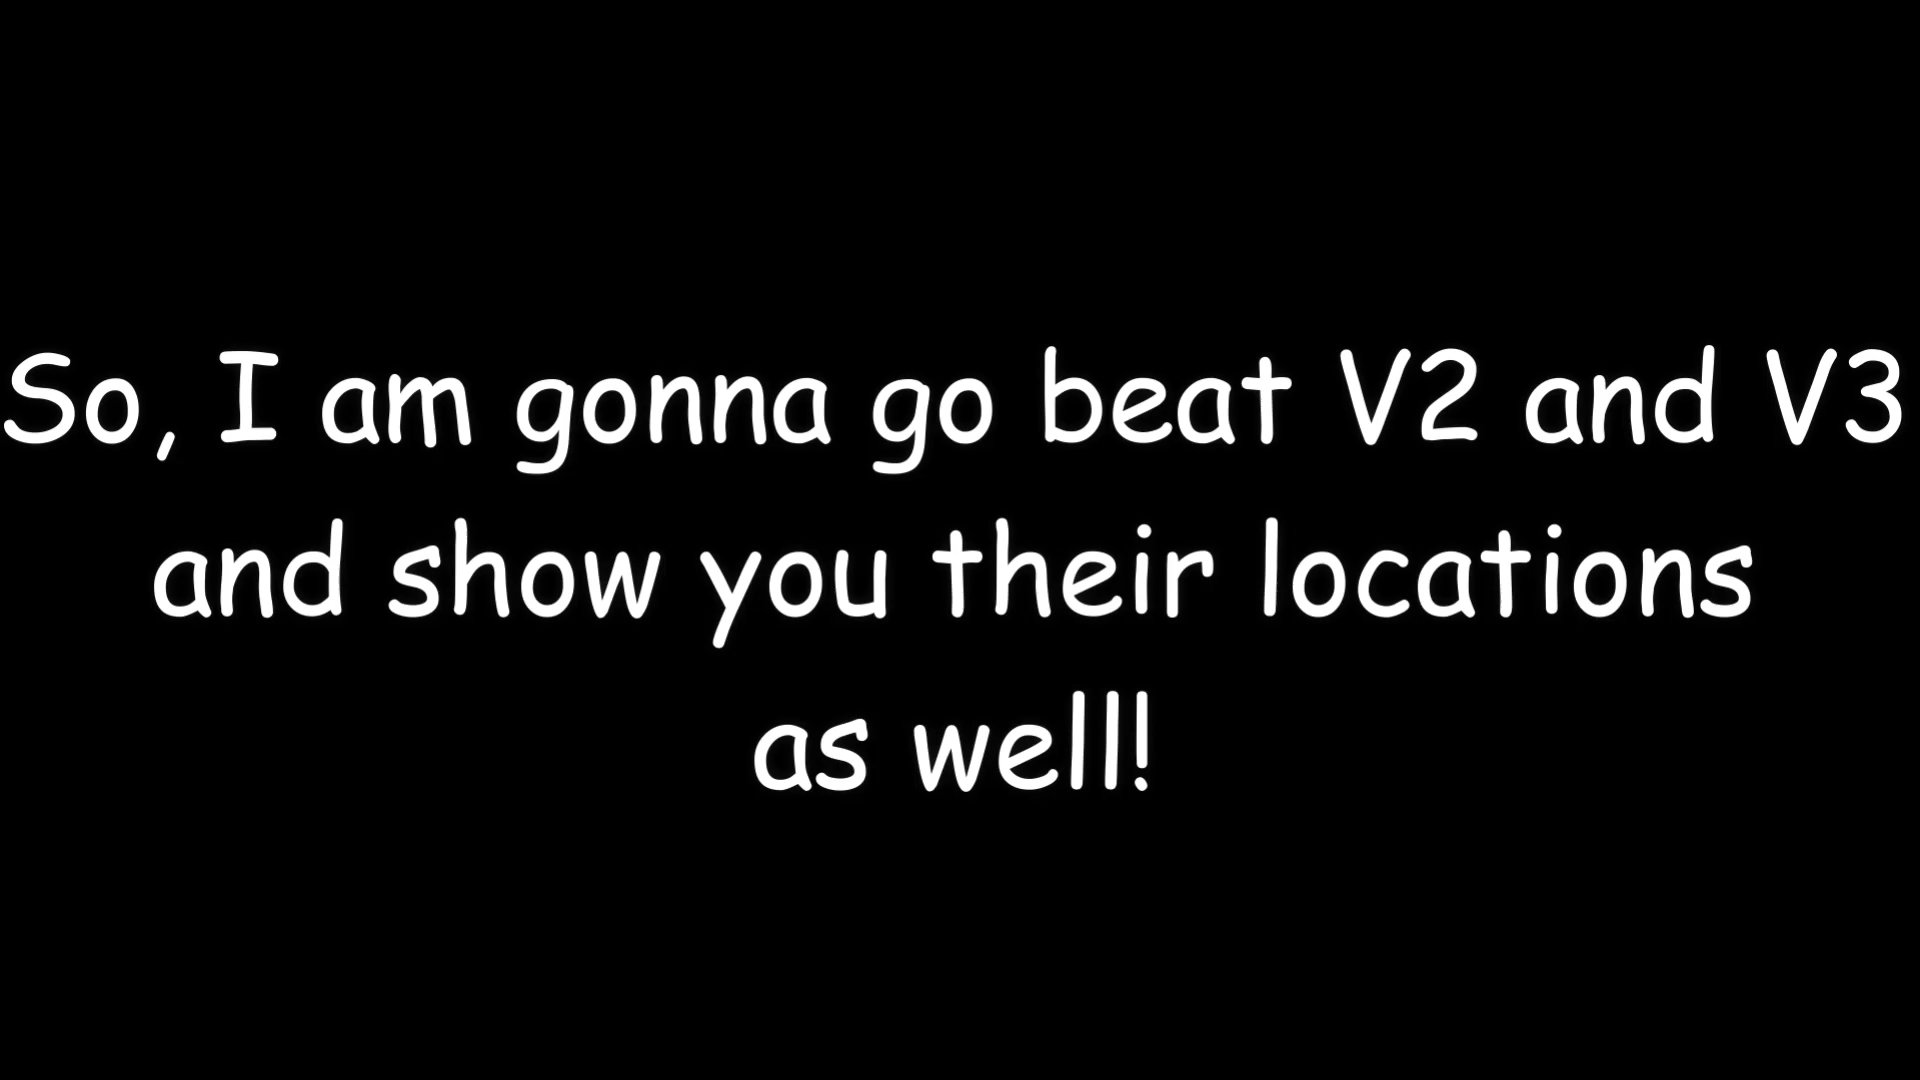 So, I am gonna go beat V2 and V3
and show you their locations
as well!